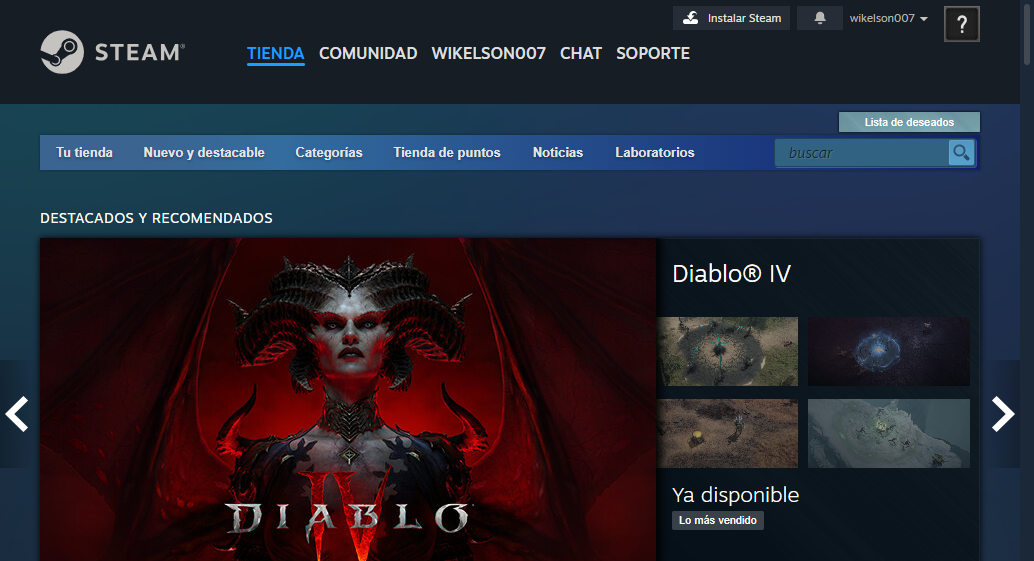 Instalar Steam
wikelson007
?
STEAM®
TIENDA COMUNIDAD WIKELSON007 CHAT SOPORTE
Lista de deseados
Tu tienda Nuevo y destacable Categorías Tienda de puntos Noticias Laboratorios
buscar
DESTACADOS Y RECOMENDADOS
DIABLO
IV
Diablo® IV
Ya disponible
Lo más vendido